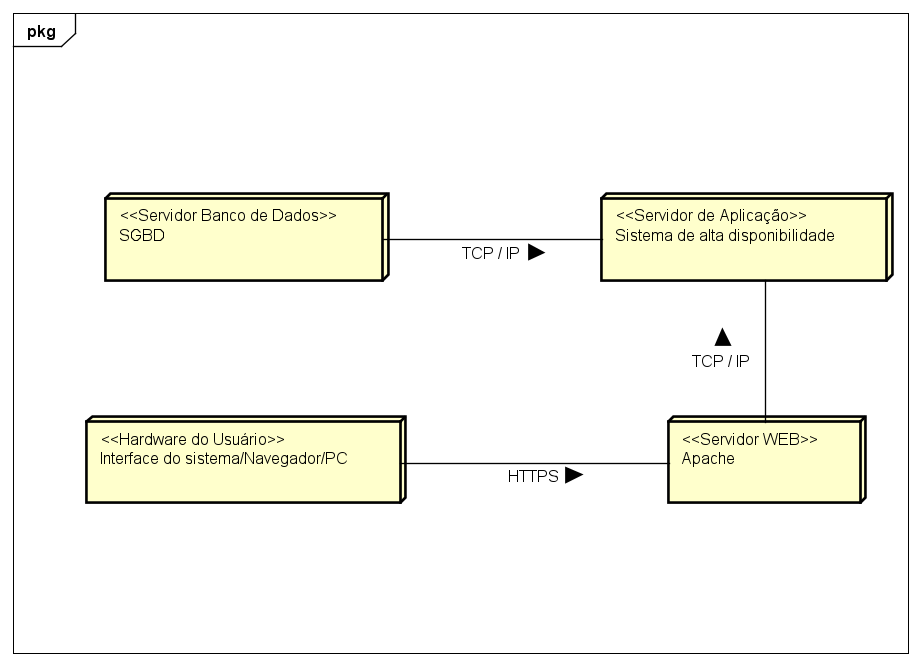 pkg
<<Servidor Banco de Dados>>
SGBD
<<Servidor de Aplicação>>
Sistema de alta disponibilidade
TCP / IP
TCP / IP
<<Hardware do Usuário>>
Interface do sistema/Navegador/PC
<<Servidor WEB>>
Apache
HTTPS